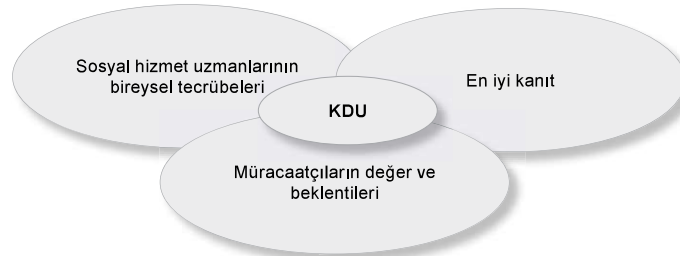 Sosyal hizmet uzmanlarının
bireysel tecrübeleri
En iyi kanıt
KDU
Müracaatçıların değer ve
beklentileri